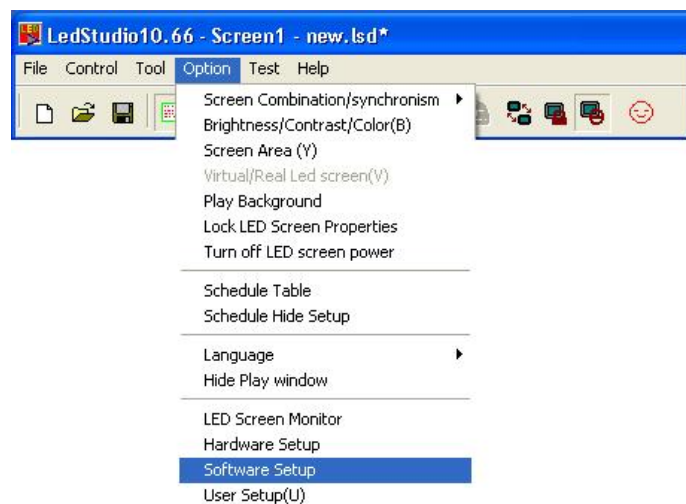 LED
LedStudio10.66 - Screen1 - new.lsd*
File Control Tool Option Test Help
Screen Combination/synchronism
Brightness/Contrast/Color(B)
Screen Area (Y)
Virtual/Real Led screen(V)
Play Background
Lock LED Screen Properties
Turn off LED screen power
Schedule Table
Schedule Hide Setup
Language
Hide Play window
LED Screen Monitor
Hardware Setup
Software Setup
User Setup(U)